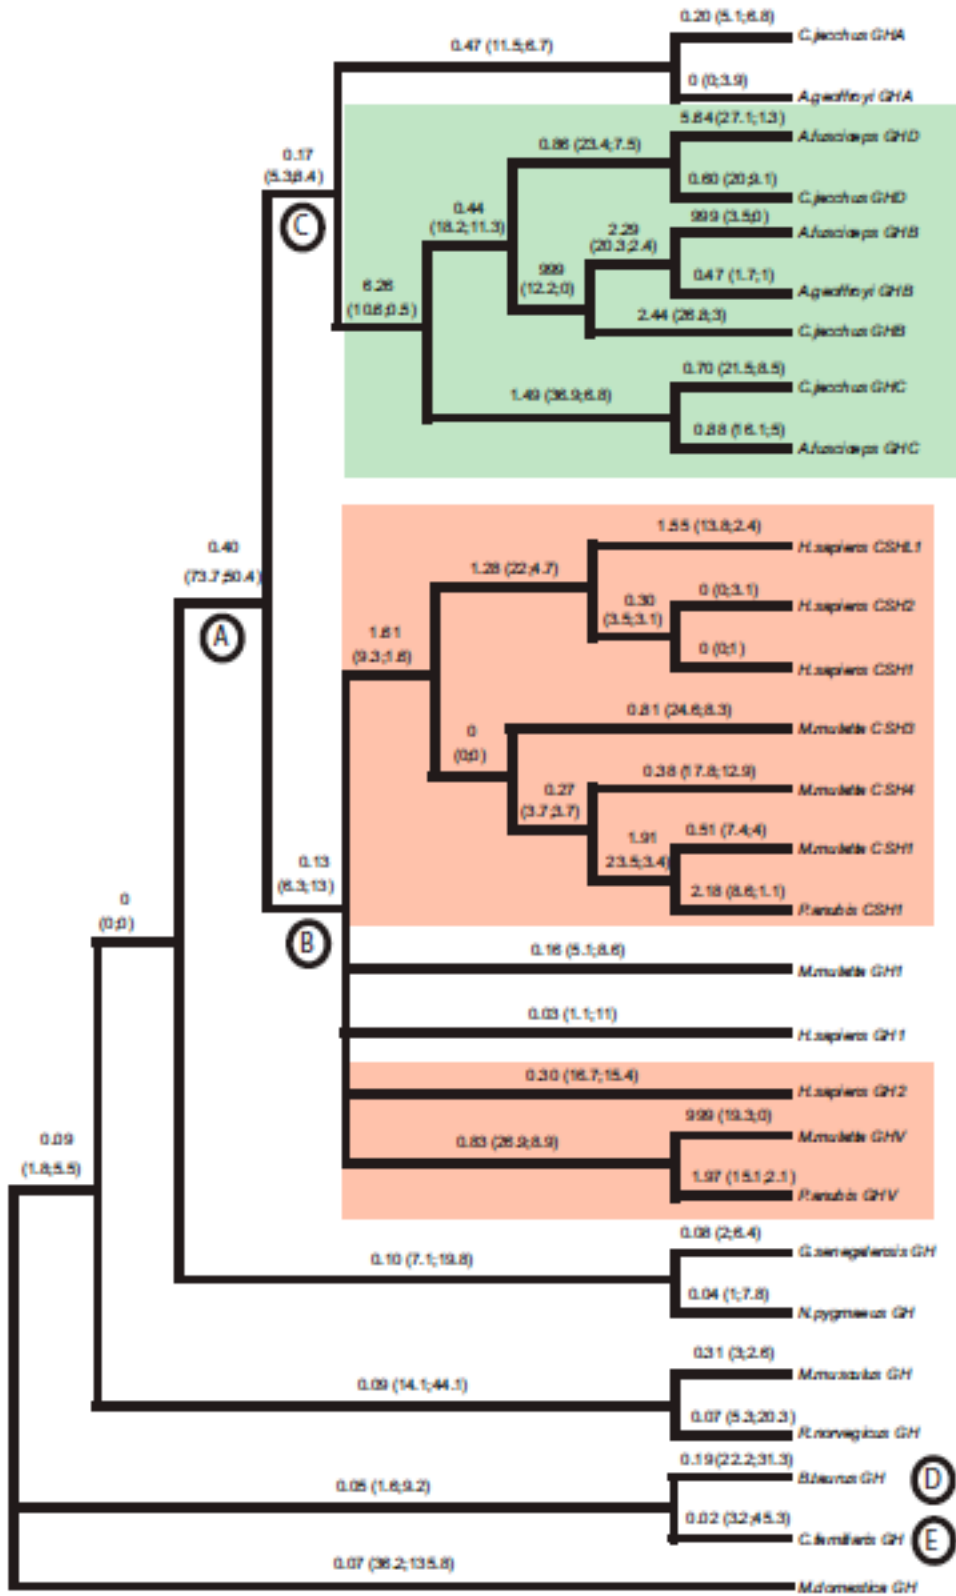 0.20 (5.1;6.8)
C.jacchus GHA
0.47 (11.5;6.7)
0 (0;3.9)
A.geoffroyi GHA
5.64 (27.1;1.3)
A.fusciceps GHD
0.86 (23.4;7.5)
0.17
(5.3;8.4)
0.60 (20;9.1)
C.jacchus GHD
C
0.44
(18.2;11.3)
999 (3.5;0)
A.fusciceps GHB
2.29
(20.3;2.4)
999
(12.2;0)
6.26
(10.6;0.5)
0.47 (1.7;1)
A.geoffroyi GHB
2.44 (26.8;3)
C.jacchus GHB
0.70 (21.5;8.5)
C.jacchus GHC
1.49 (36.9;6.8)
0.88 (16.1;5)
A.fusciceps GHC
1.55 (13.8;2.4)
H.sapiens CSHL1
0.40
(73.7;50.4)
1.28 (22;4.7)
0 (0;3.1)
H.sapiens CSH2
0.30
(3.5;3.1)
A
1.61
(9.3;1.6)
0 (0;1)
H.sapiens CSH1
0.81 (24.6;8.3)
M.mulatta CSH3
0
(0;0)
0.38 (17.8;12.9)
M.mulatta CSH4
0.27
(3.7;3.7)
0.51 (7.4;4)
M.mulatta CSH1
1.91
23.5;3.4)
0.13
(6.3;13)
2.18 (8.6;1.1)
P.anubis CSH1
0
(0;0)
B
0.16 (5.1;8.6)
M.mulatta GH1
0.03 (1.1;11)
H.sapiens GH1
0.30 (16.7;15.4)
H.sapiens GH2
999 (19.3;0)
M.mulatta GHV
0.09
(1.8;5.5)
0.83 (26.9;8.9)
1.97 (15.1;2.1)
P.anubis GHV
0.08 (2;6.4)
G.senegalensis GH
0.10 (7.1;19.8)
0.04 (1;7.8)
N.pygmaeus GH
0.31 (3;2.6)
M.musculus GH
0.09 (14.1;44.1)
0.07 (5.3;20.3)
R.norvegicus GH
0.19(22.2;31.3)
B.taurus GH
D
0.05 (1.6;9.2)
0.02 (3.2;45.3)
C.familiaris GH
E
0.07 (36.2;135.8)
M.domestica GH